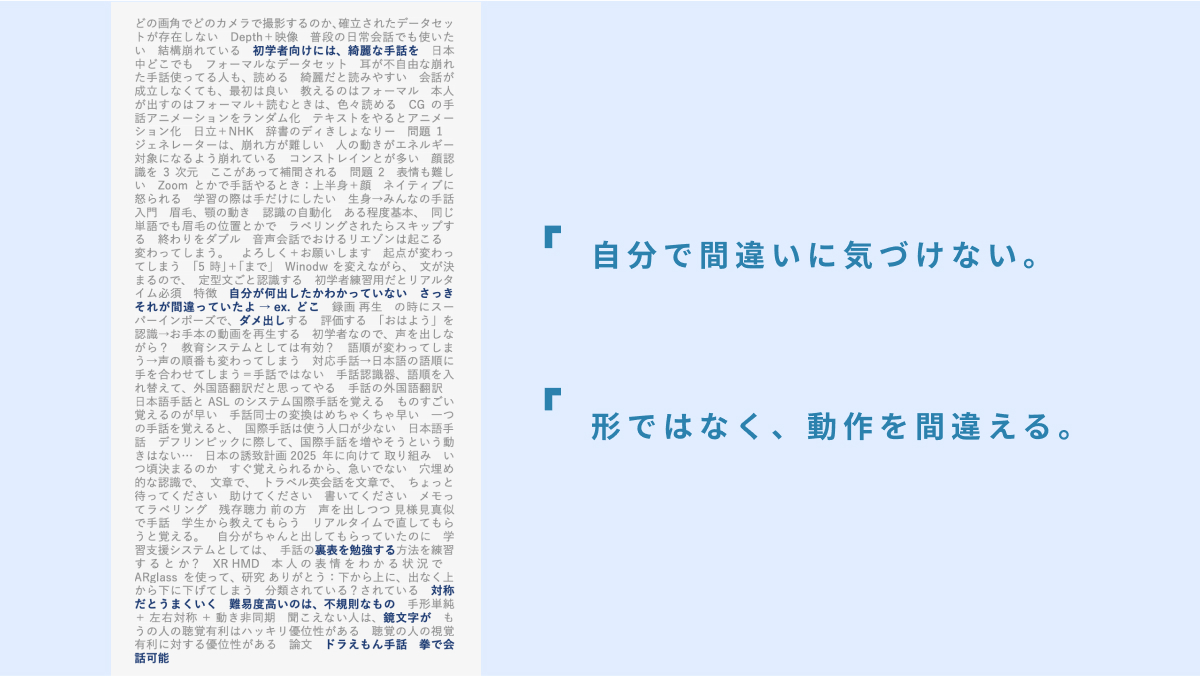 どの画角でどのカメラで撮影するのか、確立されたデータセッ
トが存在しない　Depth＋映像　普段の日常会話でも使いた
い　結構崩れている　初学者向けには、綺麗な手話を　日本
中どこでも　フォーマルなデータセット　耳が不自由な崩れ
た手話使ってる人も、読める　綺麗だと読みやすい　会話が
成立しなくても、最初は良い　教えるのはフォーマル　本人
が出すのはフォーマル＋読むときは、色々読める　CG の手
話アニメーションをランダム化　テキストをやるとアニメー
ション化　日立＋NHK　辞書のディきしょなりー　問題 1
ジェネレーターは、崩れ方が難しい　人の動きがエネルギー
対象になるよう崩れている　コンストレインとが多い　顔認
識を 3 次元　ここがあって補間される　問題 2　表情も難し
い　Zoom とかで手話やるとき：上半身＋顔　ネイティブに
怒られる　学習の際は手だけにしたい　生身→みんなの手話
入門　眉毛、顎の動き　認識の自動化　ある程度基本、　同じ
単語でも眉毛の位置とかで　ラベリングされたらスキップす
る　終わりをダブル　音声会話でおけるリエゾンは起こる
変わってしまう。　よろしく＋お願いします　起点が変わっ
てしまう　「5 時」＋「まで」　Winodw を変えながら、　文が決
まるので、　定型文ごと認識する　初学者練習用だとリアルタ
イム必須　特徴　自分が何出したかわかっていない　さっき
それが間違っていたよ → ex. どこ　録画 再生　の時にスー
パーインポーズで、ダメ出しする　評価する　「おはよう」を
認識→お手本の動画を再生する　初学者なので、声を出しな
がら？　教育システムとしては有効？　語順が変わってしま
う→声の順番も変わってしまう　対応手話→日本語の語順に
手を合わせてしまう＝手話ではない　手話認識器、語順を入
れ替えて、外国語翻訳だと思ってやる　手話の外国語翻訳
日本語手話と ASL のシステム国際手話を覚える　ものすごい
覚えるのが早い　手話同士の変換はめちゃくちゃ早い　一つ
の手話を覚えると、 国際手話は使う人口が少ない　日本語手
話　デフリンピックに際して、国際手話を増やそうという動
きはない…　日本の誘致計画 2025 年に向けて 取り組み　い
つ頃決まるのか　すぐ覚えられるから、急いでない　穴埋め
的な認識で、　文章で、　トラベル英会話を文章で、　ちょっと
待ってください　助けてください　書いてください　メモっ
てラベリング　残存聴力 前の方　声を出しつつ 見様見真似
で手話　学生から教えてもらう　リアルタイムで直してもら
うと覚える。　自分がちゃんと出してもらっていたのに　学
習支援システムとしては、　手話の裏表を勉強する方法を練習
するとか？　XR HMD　本人の表情をわかる状況で
ARglass を使って、研究 ありがとう：下から上に、出なく上
から下に下げてしまう　分類されている？されている　対称
だとうまくいく　難易度高いのは、不規則なもの　手形単純
＋ 左右対称 ＋ 動き非同期　聞こえない人は、鏡文字が　も
うの人の聴覚有利はハッキリ優位性がある　聴覚の人の視覚
有利に対する優位性がある　論文　ドラえもん手話　拳で会
話可能
「自分で間違いに気づけない。
「形ではなく、動作を間違える。